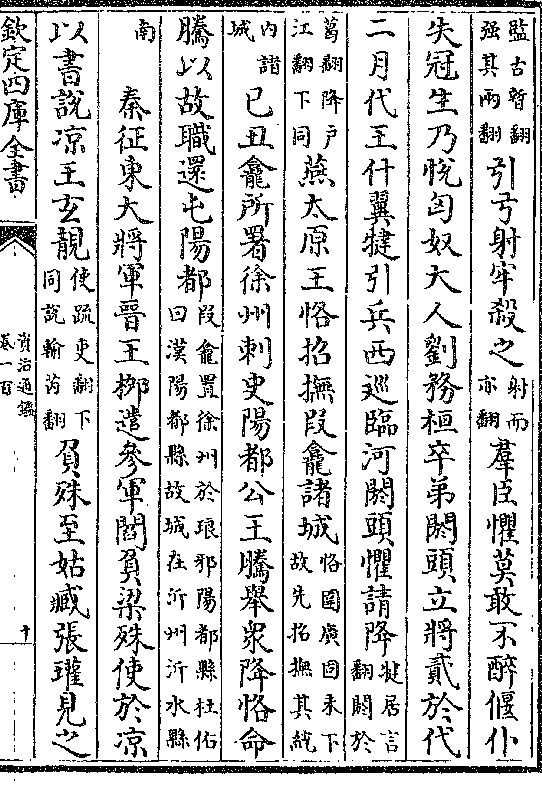 監古暫翻强其兩翻引弓射牢殺之射而亦翻羣臣懼莫敢不醉偃仆
失冠生乃悅匈奴大人劉務桓卒弟閼頭立將貳於代
二月代王什翼犍引兵西巡臨河閼頭懼請降犍居言翻閼於
葛翻降户江翻下同燕太原王恪招撫段龕諸城恪圍廣固未下故先招撫其統
内諸城己丑龕所署徐州刺史陽都公王騰舉衆降恪命
騰以故職還屯陽都段龕置徐州於琅邪陽都縣杜佑曰漢陽都縣故城在沂州沂水縣
南秦征東大將軍晉王栁遣參軍閻負梁殊使於凉
以書說凉王玄靚使疏吏翻下同說輸芮翻負殊至姑臧張瓘見之
欽定四庫全書
資治通鑑
卷一百
十